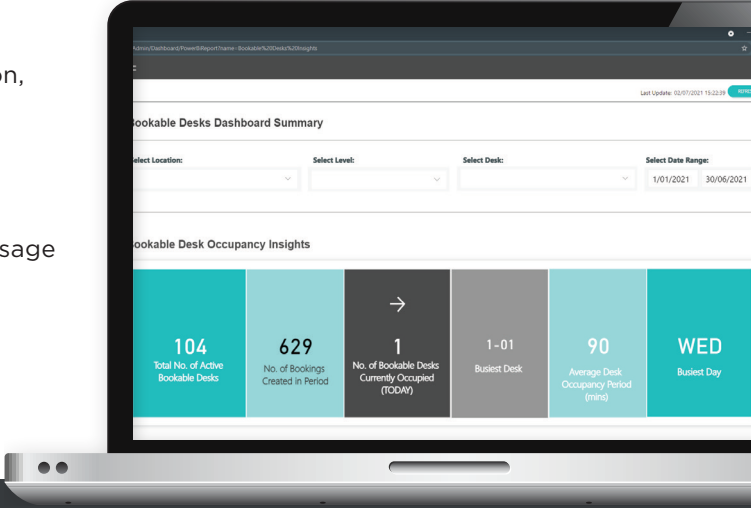 on,
sage
Admin/Dashboard/PowerBIReport?name=Bookable%20Desks%20Insights
Last Update: 02/07/2021 15:22:39
Bookable Desks Dashboard Summary
Select Location:
Select Level:
Select Desk:
Select Date Range:
1/01/2021 30/06/2021
Bookable Desk Occupancy Insights
104
Total No. of Active
Bookable Desks
629
No. of Bookings
Created in Period
→
1
No. of Bookable Desks
Currently Occupied
(TODAY)
1-01
Busiest Desk
90
Average Desk
Occupancy Period
(mins)
WED
Busiest Day